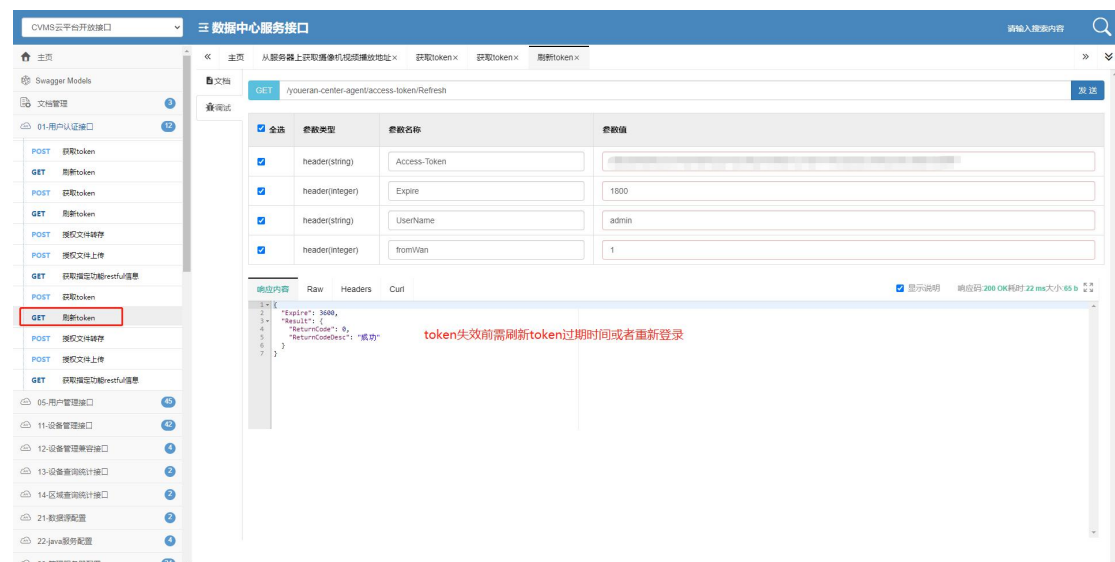 CVMS云平台开放接口
数据中心服务接口
请输入搜索内容
主页
Swagger Models
文档管理 3
01-用户认证接口 12
POST 获取token
GET 刷新token
POST 获取token
GET 刷新token
POST 授权文件转存
POST 授权文件上传
GET 获取指定功能restful信息
POST 获取token
GET 刷新token
POST 授权文件转存
POST 授权文件上传
GET 获取指定功能restful信息
05-用户管理接口 45
11-设备管理接口 42
12-设备管理兼容接口 4
13-设备查询统计接口 2
14-区域查询统计接口 2
21-数据源配置 2
22-java服务配置 4
主页 从服务器上获取摄像机视频播放地址× 获取token× 获取token× 刷新token×
文档
调试
GET /youeran-center-agent/access-token/Refresh 发送
全选 参数类型 参数名称 参数值
header(string) Access-Token
header(integer) Expire 1800
header(string) UserName admin
header(integer) fromWan 1
响应内容 Raw Headers Curl 显示说明 响应码:200 OK耗时:22 ms大小:65 b
1 {
2 "Expire": 3600,
3 "Result": {
4 "ReturnCode": 0,
5 "ReturnCodeDesc": "成功"
6 }
7 }
token失效前需刷新token过期时间或者重新登录